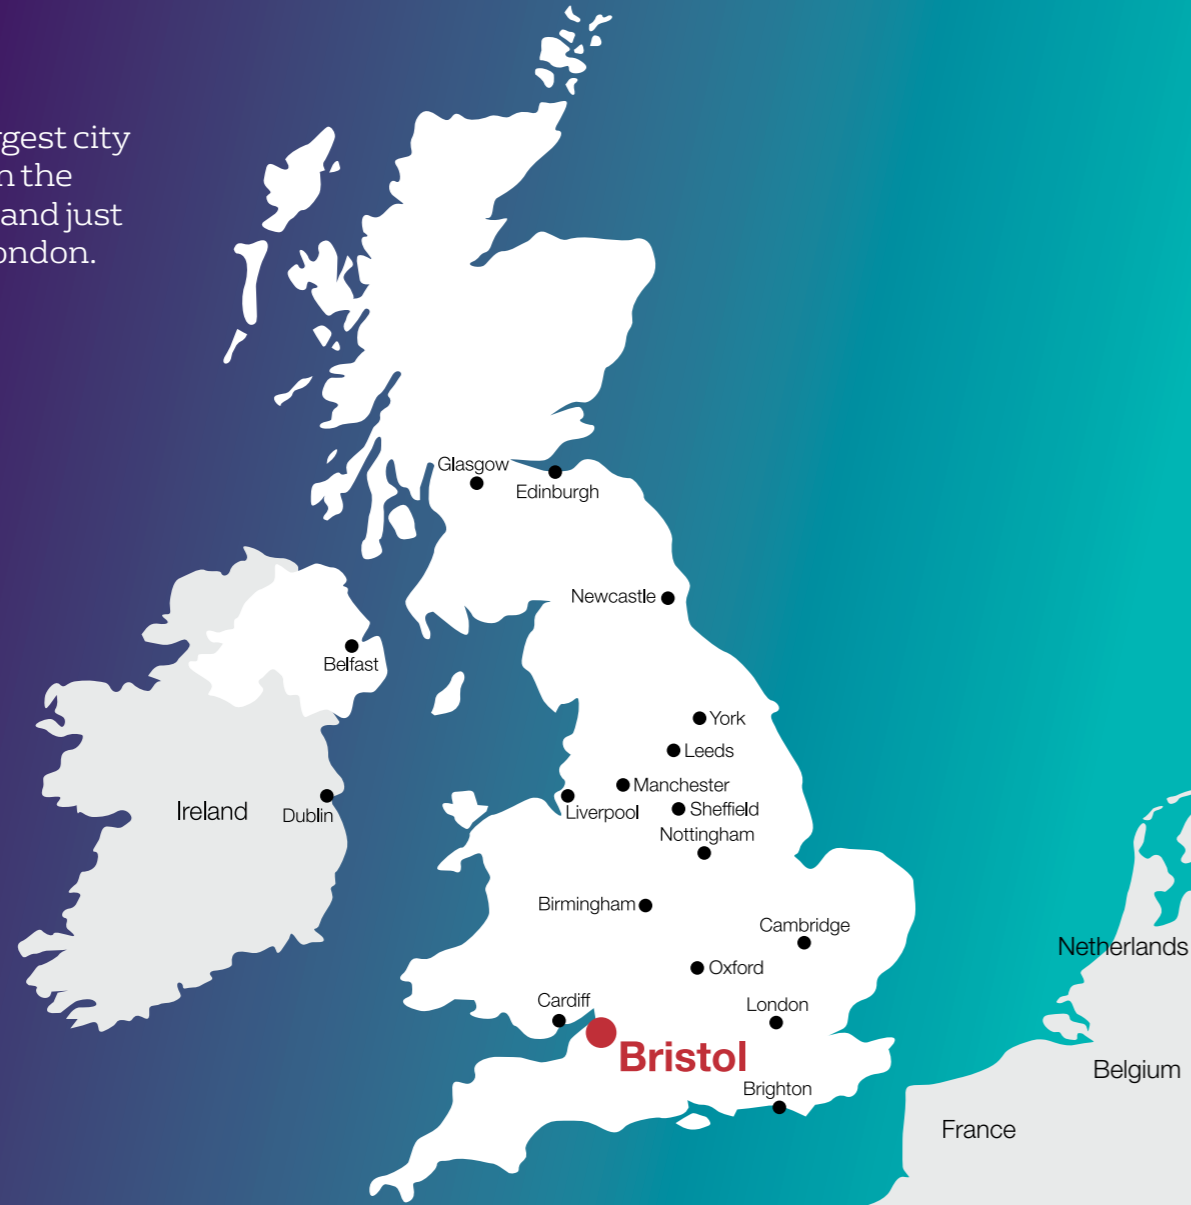 gest city
n the
and just
ondon.
Glasgow
Edinburgh
Newcastle
Belfast
York
Leeds
Manchester
Liverpool
Sheffield
Ireland
Dublin
Nottingham
Birmingham
Cambridge
Netherlands
Oxford
Cardiff
London
Bristol
Belgium
Brighton
France